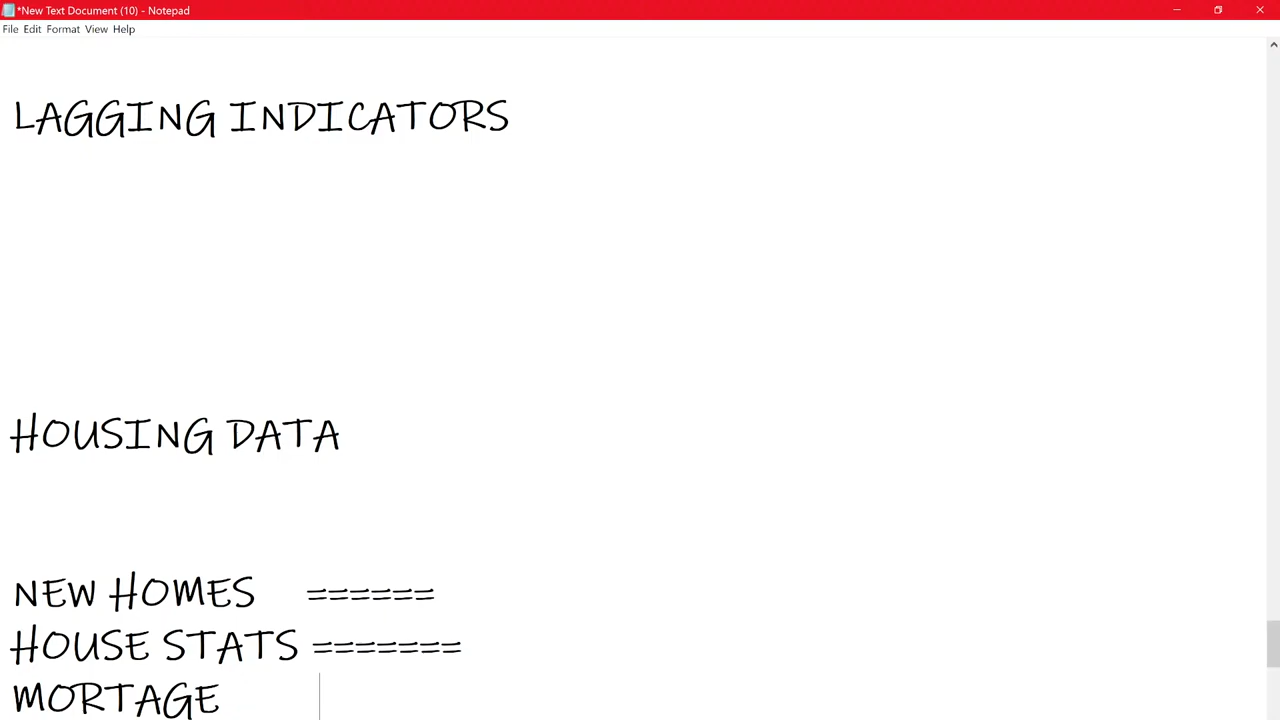 *New Text Document (10) - Notepad
File Edit Format View Help
LAGGING INDICATORS
HOUSING DATA
NEW HOMES ======
HOUSE STATS =======
MORTAGE